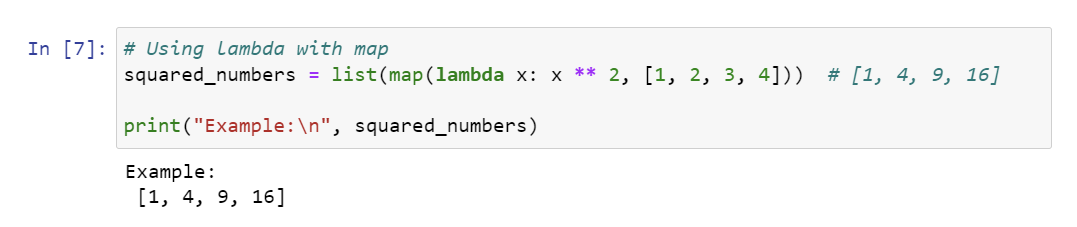 In [7]: # Using lambda with map
squared_numbers = list(map(lambda x: x ** 2, [1, 2, 3, 4]))  # [1, 4, 9, 16]
print("Example:\n", squared_numbers)
Example:
 [1, 4, 9, 16]